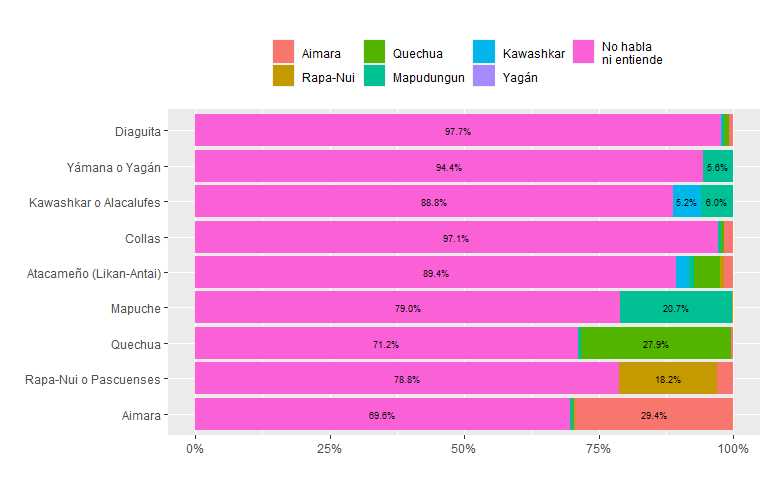 Aimara Quechua Kawashkar No habla
ni entiende
Rapa-Nui Mapudungun Yagán
Diaguita 97.7%
Yámana o Yagán 94.4% 5.6%
Kawashkar o Alacalufes 88.8% 5.2% 6.0%
Collas 97.1%
Atacameño (Likan-Antai) 89.4%
Mapuche 79.0% 20.7%
Quechua 71.2% 27.9%
Rapa-Nui o Pascuenses 78.8% 18.2%
Aimara 69.6% 29.4%
0% 25% 50% 75% 100%